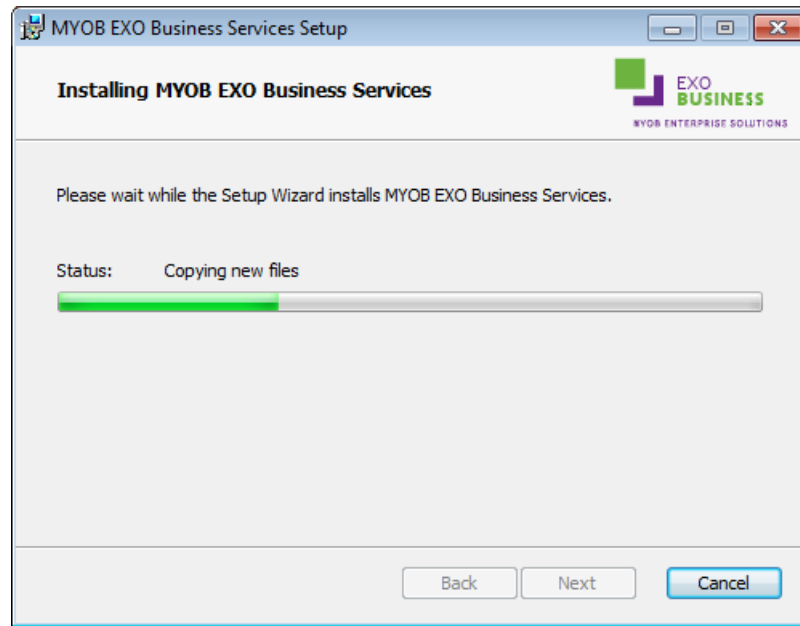 MYOB EXO Business Services Setup
Installing MYOB EXO Business Services
EXO
BUSINESS
MYOB ENTERPRISE SOLUTIONS
Please wait while the Setup Wizard installs MYOB EXO Business Services.
Status: Copying new files
Back Next Cancel